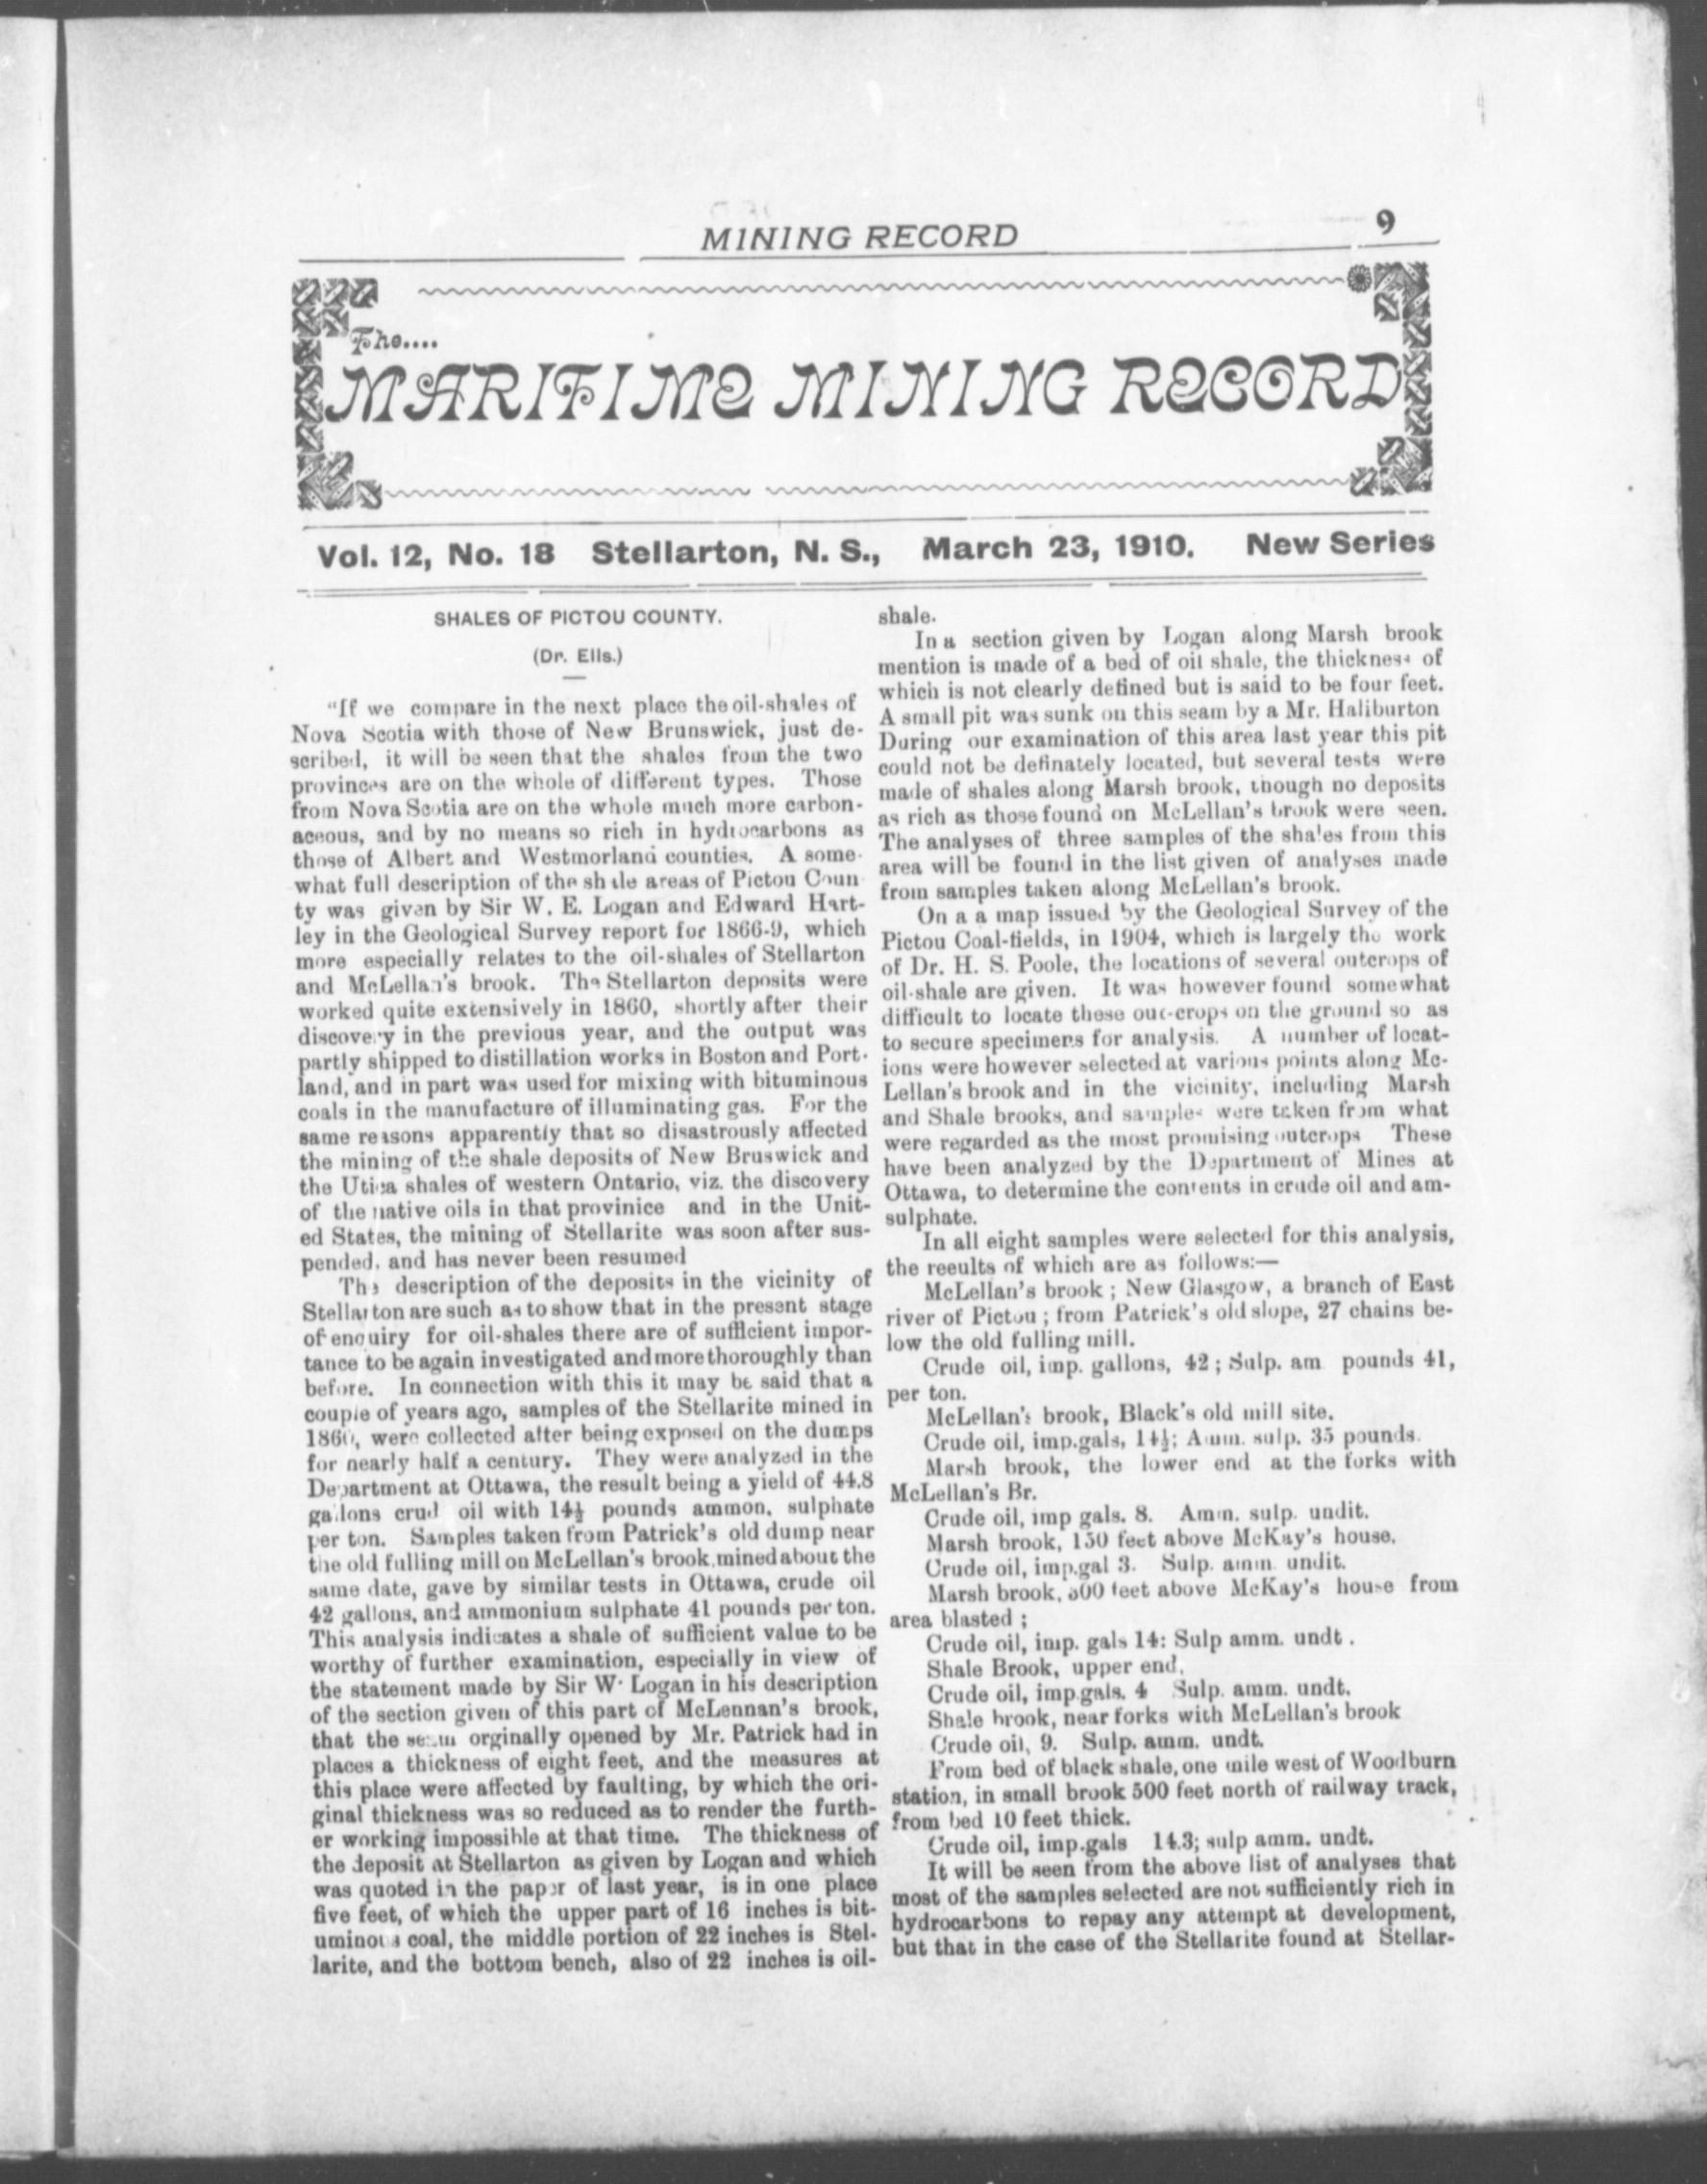 MINING RECORD
9
The....
MARITIME MINING RECORD
Vol. 12, No. 18 Stellarton, N. S., March 23, 1910. New Series
SHALES OF PICTOU COUNTY.
(Dr. Ells.)
"If we compare in the next place the oil-shales of
Nova Scotia with those of New Brunswick, just de-
scribed, it will be seen that the shales from the two
provinces are on the whole of different types. Those
from Nova Scotia are on the whole much more carbon-
aceous, and by no means so rich in hydrocarbons as
those of Albert and Westmorland counties. A some-
what full description of the shale areas of Pictou Coun
ty was given by Sir W. E. Logan and Edward Hart-
ley in the Geological Survey report for 1866-9, which
more especially relates to the oil-shales of Stellarton
and McLellan's brook. The Stellarton deposits were
worked quite extensively in 1860, shortly after their
discovery in the previous year, and the output was
partly shipped to distillation works in Boston and Port-
land, and in part was used for mixing with bituminous
coals in the manufacture of illuminating gas. For the
same reasons apparently that so disastrously affected
the mining of the shale deposits of New Bruswick and
the Utica shales of western Ontario, viz. the discovery
of the native oils in that provinice and in the Unit-
ed States, the mining of Stellarite was soon after sus-
pended, and has never been resumed
The description of the deposits in the vicinity of
Stellarton are such as to show that in the present stage
of enquiry for oil-shales there are of sufficient impor-
tance to be again investigated and more thoroughly than
before. In connection with this it may be said that a
couple of years ago, samples of the Stellarite mined in
1860, were collected after being exposed on the dumps
for nearly half a century. They were analyzed in the
Department at Ottawa, the result being a yield of 44.8
gallons crud oil with 14½ pounds ammon. sulphate
per ton. Samples taken from Patrick's old dump near
the old fulling mill on McLellan's brook, mined about the
same date, gave by similar tests in Ottawa, crude oil
42 gallons, and ammonium sulphate 41 pounds per ton.
This analysis indicates a shale of sufficient value to be
worthy of further examination, especially in view of
the statement made by Sir W. Logan in his description
of the section given of this part of McLennan's brook,
that the seam orginally opened by Mr. Patrick had in
places a thickness of eight feet, and the measures at
this place were affected by faulting, by which the ori-
ginal thickness was so reduced as to render the furth-
er working impossible at that time. The thickness of
the deposit at Stellarton as given by Logan and which
was quoted in the paper of last year, is in one place
five feet, of which the upper part of 16 inches is bit-
uminous coal, the middle portion of 22 inches is Stel-
larite, and the bottom bench, also of 22 inches is oil-
shale.
In a section given by Logan along Marsh brook
mention is made of a bed of oil shale, the thickness of
which is not clearly defined but is said to be four feet.
A small pit was sunk on this seam by a Mr. Haliburton
During our examination of this area last year this pit
could not be definately located, but several tests were
made of shales along Marsh brook, though no deposits
as rich as those found on McLellan's brook were seen.
The analyses of three samples of the shales from this
area will be found in the list given of analyses made
from samples taken along McLellan's brook.
On a a map issued by the Geological Survey of the
Pictou Coal-fields, in 1904, which is largely the work
of Dr. H. S. Poole, the locations of several outcrops of
oil-shale are given. It was however found somewhat
difficult to locate these out-crops on the ground so as
to secure specimens for analysis. A number of locat-
ions were however selected at various points along Mc-
Lellan's brook and in the vicinity, including Marsh
and Shale brooks, and samples were taken from what
were regarded as the most promising outcrops These
have been analyzed by the Department of Mines at
Ottawa, to determine the contents in crude oil and am-
sulphate.
In all eight samples were selected for this analysis,
the reeults of which are as follows:—
McLellan's brook ; New Glasgow, a branch of East
river of Pictou ; from Patrick's old slope, 27 chains be-
low the old fulling mill.
Crude oil, imp. gallons, 42 ; Sulp. am pounds 41,
per ton.
McLellan's brook, Black's old mill site.
Crude oil, imp.gals, 14½; Amm. sulp. 35 pounds.
Marsh brook, the lower end at the forks with
McLellan's Br.
Crude oil, imp gals. 8. Amm. sulp. undit.
Marsh brook, 150 feet above McKay's house.
Crude oil, imp.gal 3. Sulp. amm. undit.
Marsh brook, 300 feet above McKay's house from
area blasted ;
Crude oil, imp. gals 14: Sulp amm. undt .
Shale Brook, upper end.
Crude oil, imp.gals. 4 Sulp. amm. undt.
Shale brook, near forks with McLellan's brook
Crude oil, 9. Sulp. amm. undt.
From bed of black shale, one mile west of Woodburn
station, in small brook 500 feet north of railway track,
from bed 10 feet thick.
Crude oil, imp.gals 14.3; sulp amm. undt.
It will be seen from the above list of analyses that
most of the samples selected are not sufficiently rich in
hydrocarbons to repay any attempt at development,
but that in the case of the Stellarite found at Stellar-